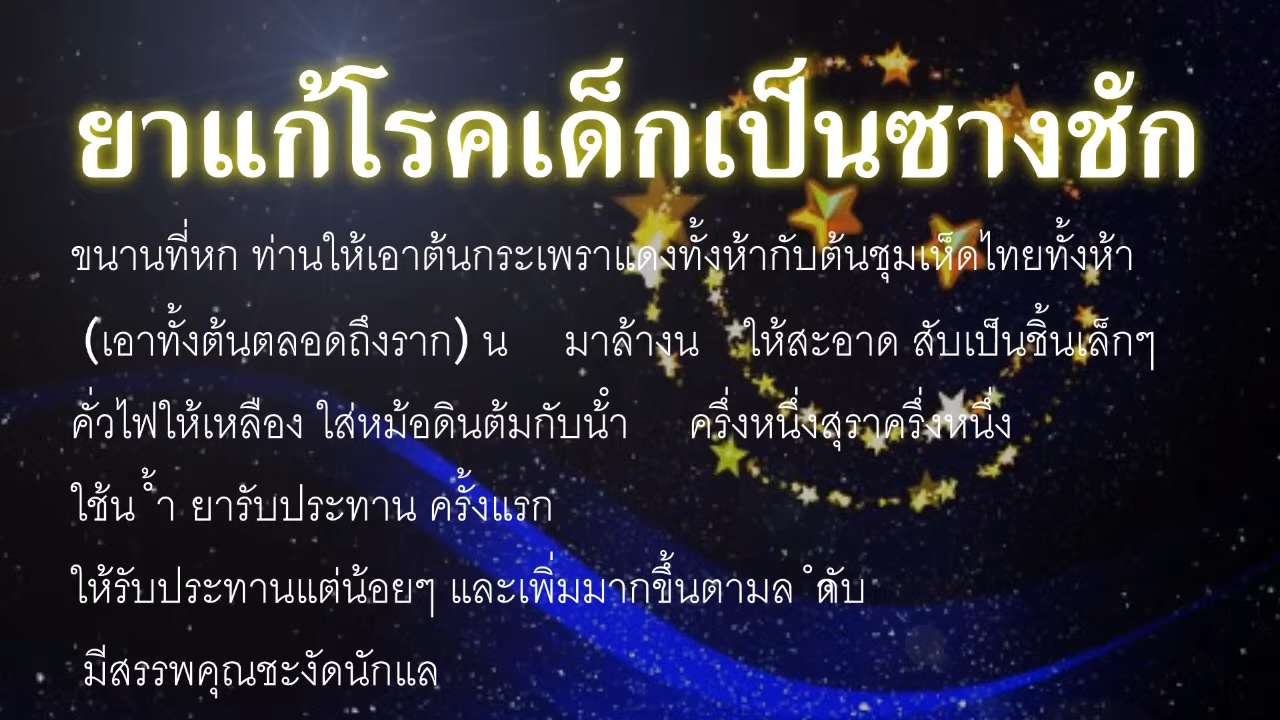 ยาแก้โรคเด็กเป็นซางชัก
ขนานที่หก ท่านให้เอาต้นกระเพราแดงทั้งห้ากับต้นชุมเห็ดไทยทั้งห้า
(เอาทั้งต้นตลอดถึงราก) น มาล้างน ให้สะอาด สับเป็นชิ้นเล็กๆ
คั่วไฟให้เหลือง ใส่หม้อดินต้มกับน้ำ ครึ่งหนึ่งสุราครึ่งหนึ่ง
ใช้น ้ำ ยารับประทาน ครั้งแรก
ให้รับประทานแต่น้อยๆ และเพิ่มมากขึ้นตามล ำดับ
มีสรรพคุณชะงัดนักแล